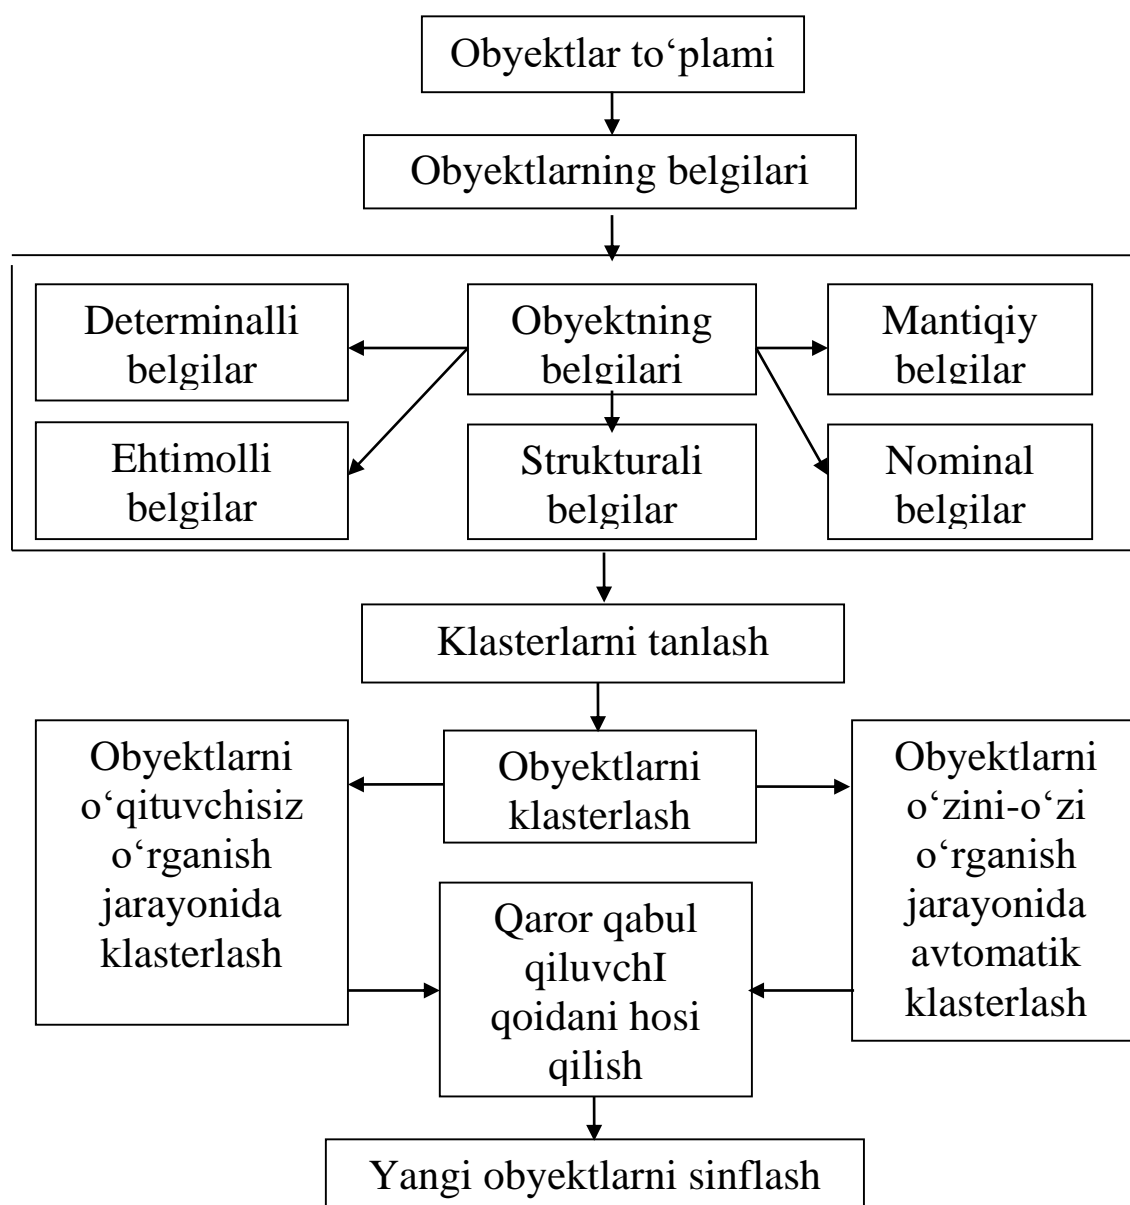 Obyektlar to‘plami
Obyektlarning belgilari
Determinalli
belgilar
Obyektning
belgilari
Mantiqiy
belgilar
Ehtimolli
belgilar
Strukturali
belgilar
Nominal
belgilar
Klasterlarni tanlash
Obyektlarni
o‘qituvchisiz
o‘rganish
jarayonida
klasterlash
Obyektlarni
klasterlash
Obyektlarni
o‘zini-o‘zi
o‘rganish
jarayonida
avtomatik
klasterlash
Qaror qabul
qiluvchI
qoidani hosi
qilish
Yangi obyektlarni sinflash